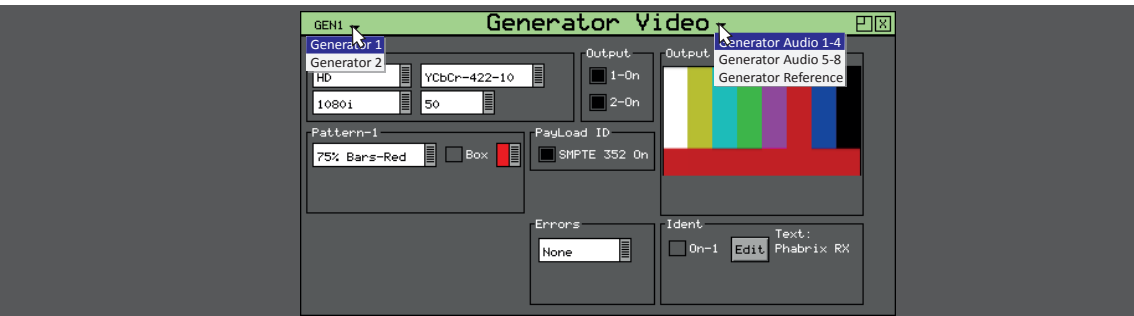 GEN1 Generator Video
Generator 1
Generator 2
Generator Audio 1-4
Generator Audio 5-8
Generator Reference
Output
1-On
2-On
Output
HD YCbCr-422-10
1080i 50
Pattern-1
75% Bars-Red Box
PayLoad ID
SMPTE 352 On
Errors
None
Ident
On-1 Edit
Text:
Phabrix RX